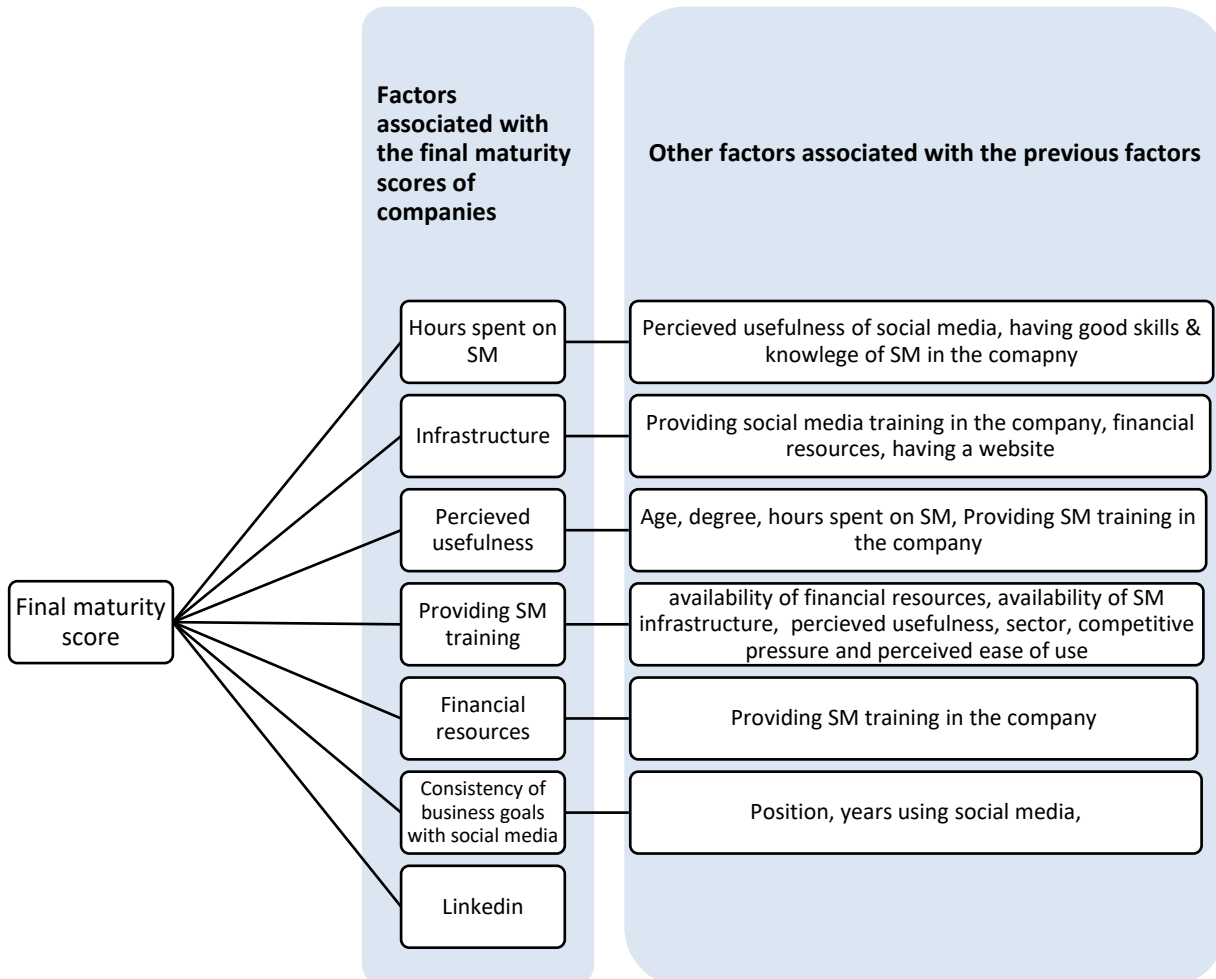 Factors
associated with
the final maturity
scores of
companies
Other factors associated with the previous factors
Hours spent on
SM
Percieved usefulness of social media, having good skills &
knowlege of SM in the comapny
Infrastructure
Providing social media training in the company, financial
resources, having a website
Percieved
usefulness
Age, degree, hours spent on SM, Providing SM training in
the company
Final maturity
score
Providing SM
training
availability of financial resources, availability of SM
infrastructure, percieved usefulness, sector, competitive
pressure and perceived ease of use
Financial
resources
Providing SM training in the company
Consistency of
business goals
with social media
Position, years using social media,
Linkedin